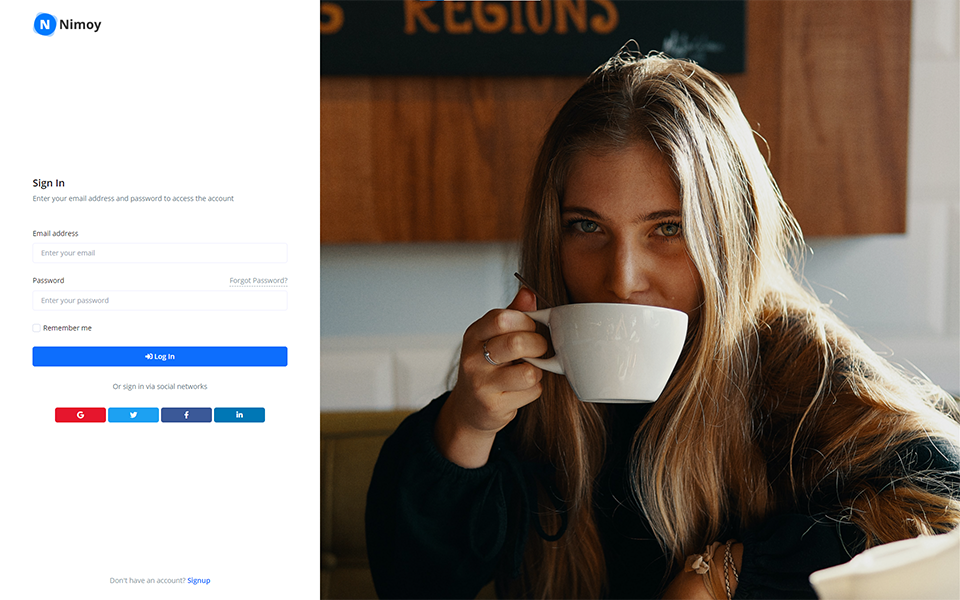 N Nimoy
REGIONS
Sign In
Enter your email address and password to access the account
Email address
Enter your email
Password Forgot Password?
Enter your password
Remember me
Log In
Or sign in via social networks
G
f
in
Don't have an account? Signup